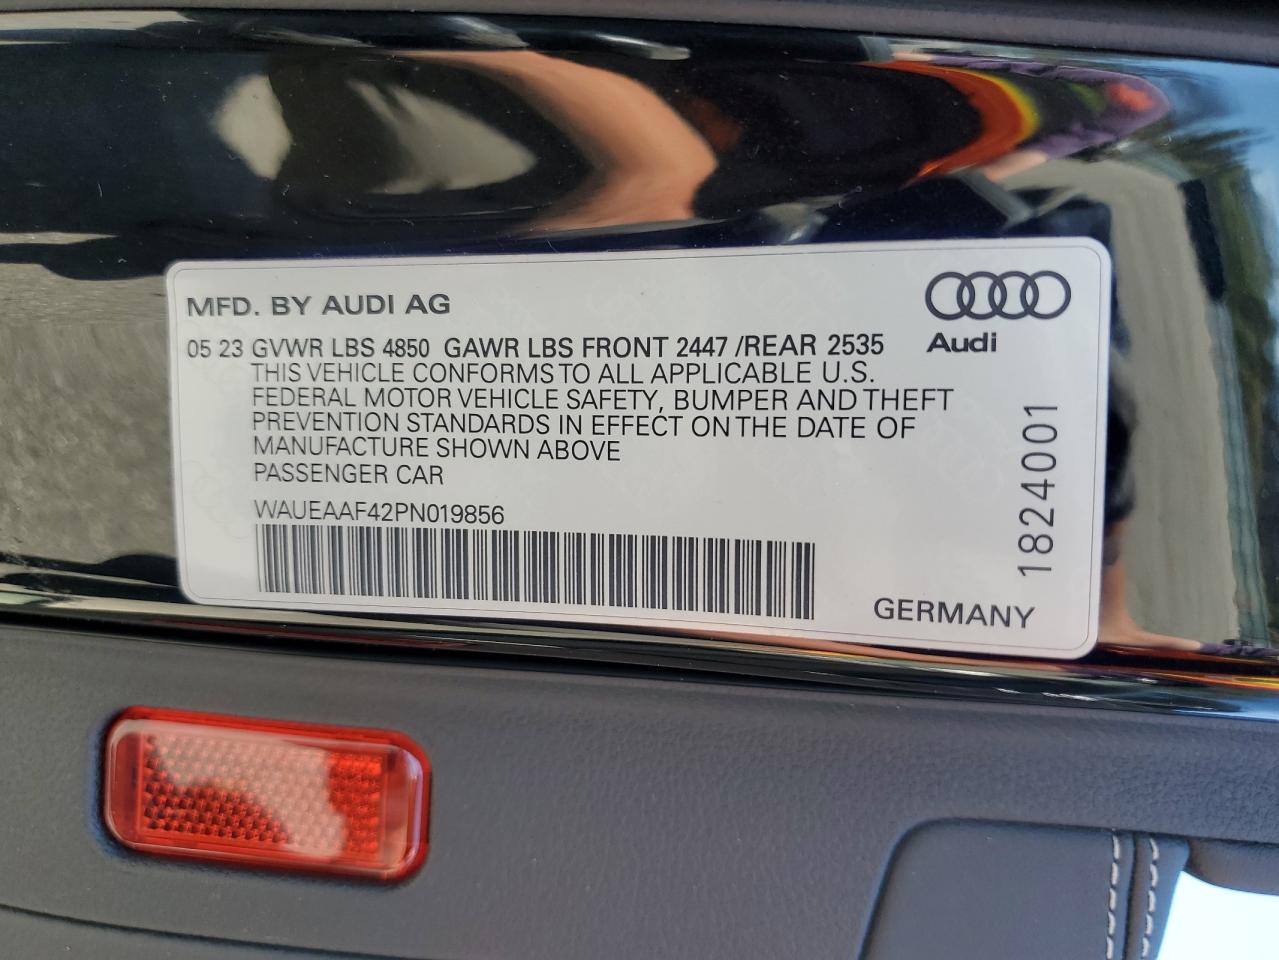 MFD. BY AUDI AG
Audi
05 23 GVWR LBS 4850 GAWR LBS FRONT 2447 /REAR 2535
THIS VEHICLE CONFORMS TO ALL APPLICABLE U.S.
FEDERAL MOTOR VEHICLE SAFETY, BUMPER AND THEFT
PREVENTION STANDARDS IN EFFECT ON THE DATE OF
MANUFACTURE SHOWN ABOVE
PASSENGER CAR
WAUEAAF42PN019856
1824001
GERMANY